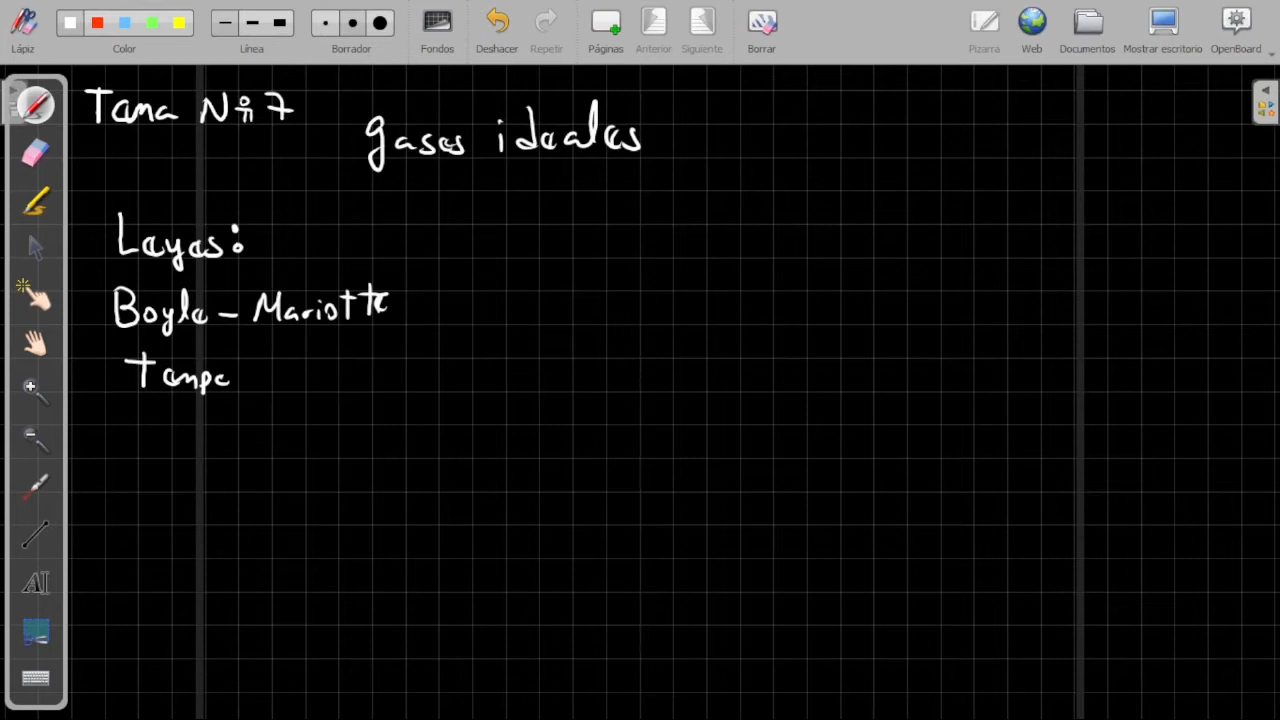 Lápiz Color Línea Borrador Fondos Deshacer Repetir Páginas Anterior Siguiente Borrar Pizarra Web Documentos Mostrar escritorio OpenBoard
Tema Nº 7
gases ideales
Leyes:
Boyle - Mariotte
Tempe
AI